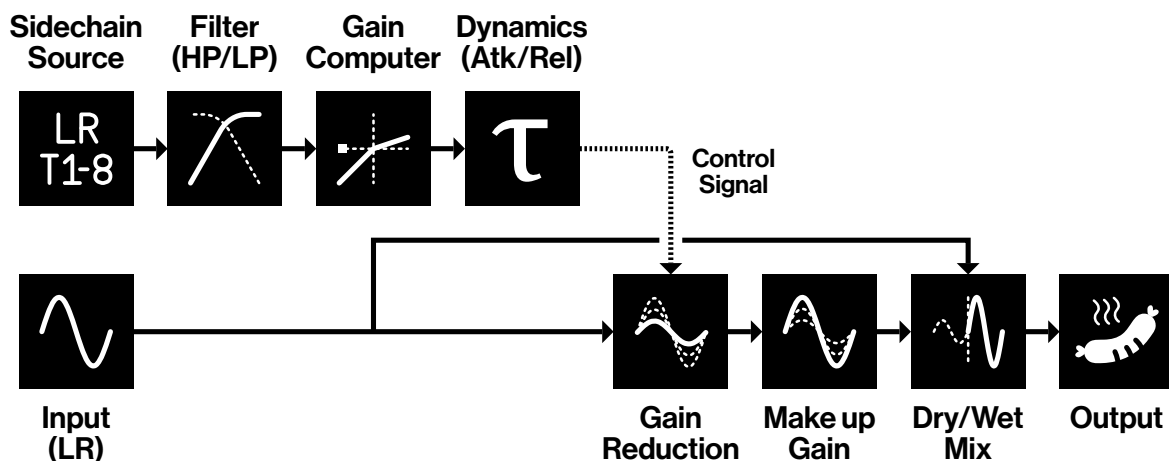 Sidechain
Source
Filter
(HP/LP)
Gain
Computer
Dynamics
(Atk/Rel)
LR
T1-8
τ
Control
Signal
Input
(LR)
Gain
Reduction
Make up
Gain
Dry/Wet
Mix
Output